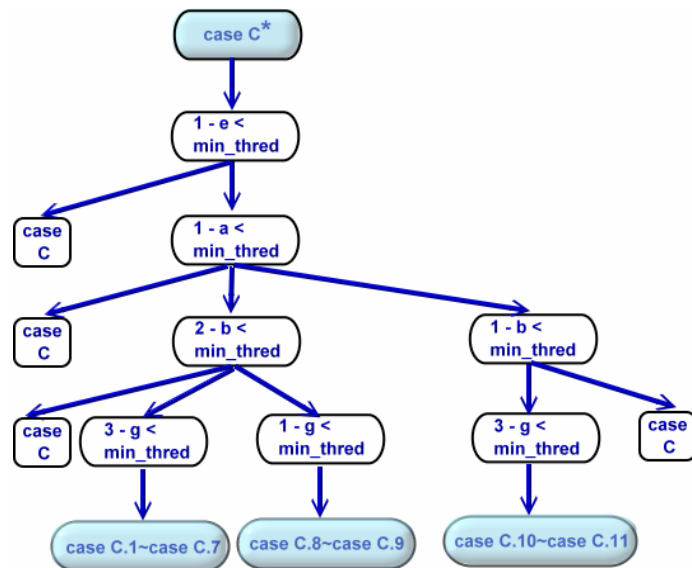 case C*
1 - e <
min_thred
case
C
1 - a <
min_thred
case
C
2 - b <
min_thred
1 - b <
min_thred
case
C
3 - g <
min_thred
1 - g <
min_thred
3 - g <
min_thred
case
C
case C.1~case C.7
case C.8~case C.9
case C.10~case C.11